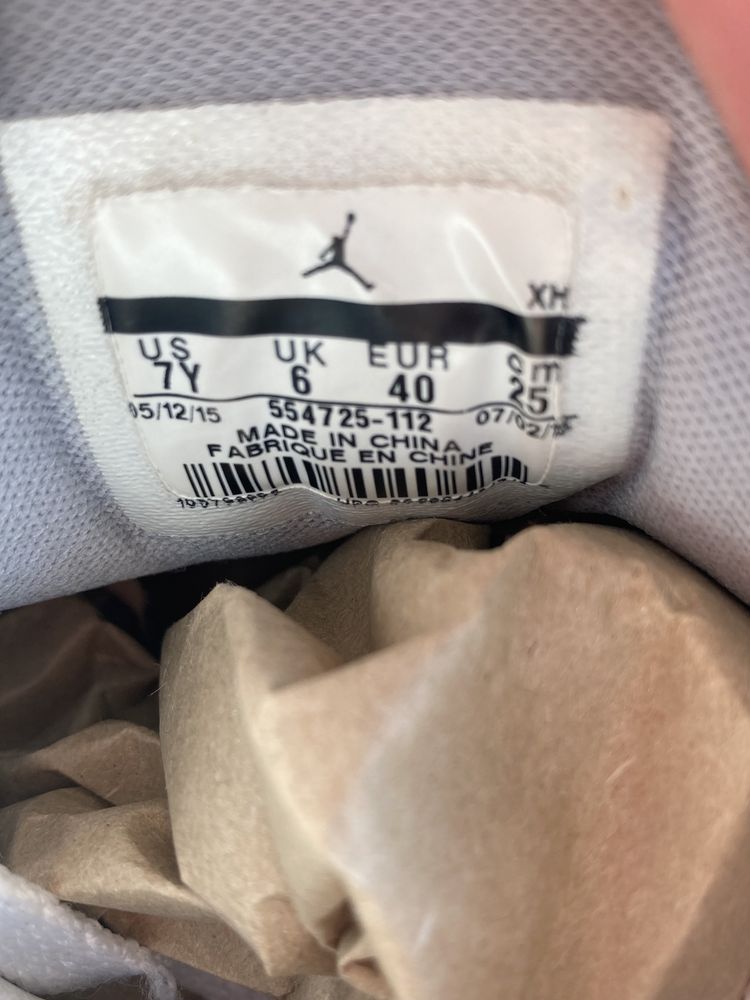 XH
US UK EUR cm
7Y 6 40 25
05/12/15 554725-112
MADE IN CHINA
FABRIQUE EN CHINE